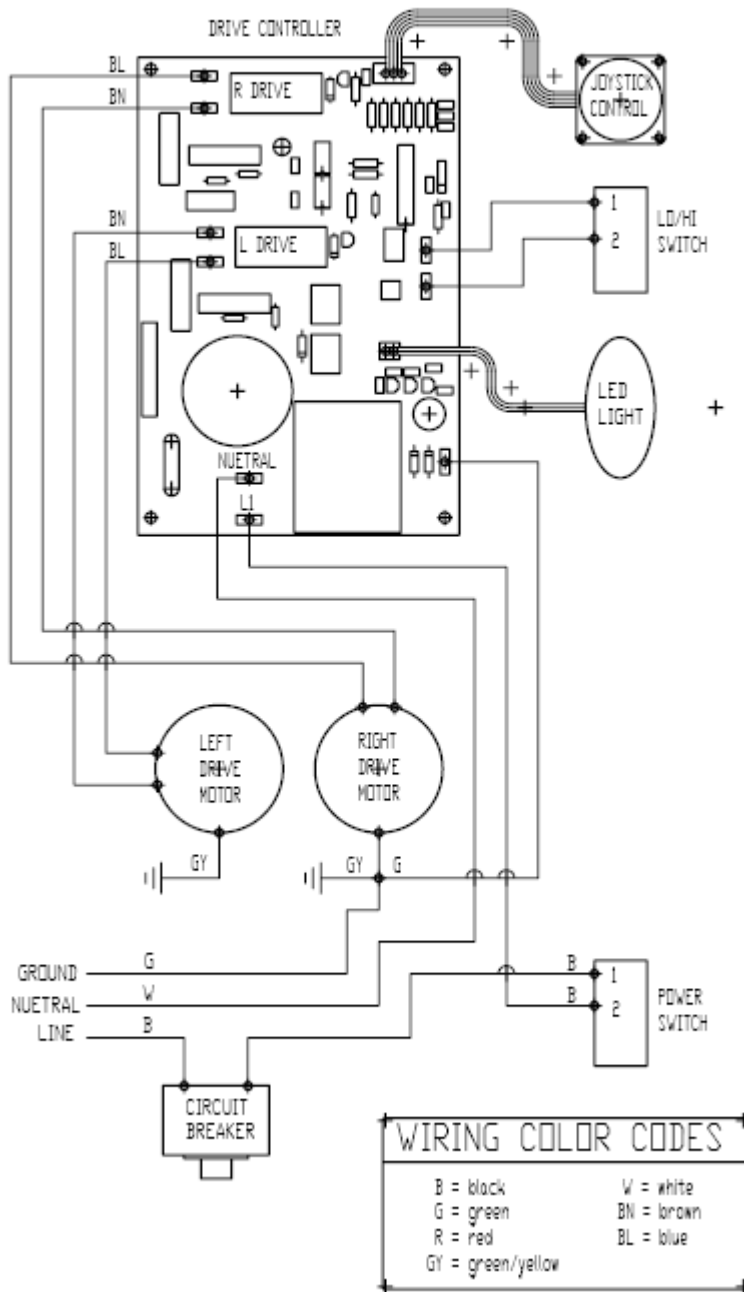 DRIVE CONTROLLER
BL
BN
R DRIVE
JOYSTICK
CONTROL
BN
BL
L DRIVE
1
2
LO/HI
SWITCH
LED
LIGHT
NUETRAL
L1
LEFT
DRIVE
MOTOR
RIGHT
DRIVE
MOTOR
GY
GY
G
GROUND
G
NUETRAL
W
LINE
B
B
B
1
2
POWER
SWITCH
CIRCUIT
BREAKER
WIRING COLOR CODES
B = black
W = white
G = green
BN = brown
R = red
BL = blue
GY = green/yellow